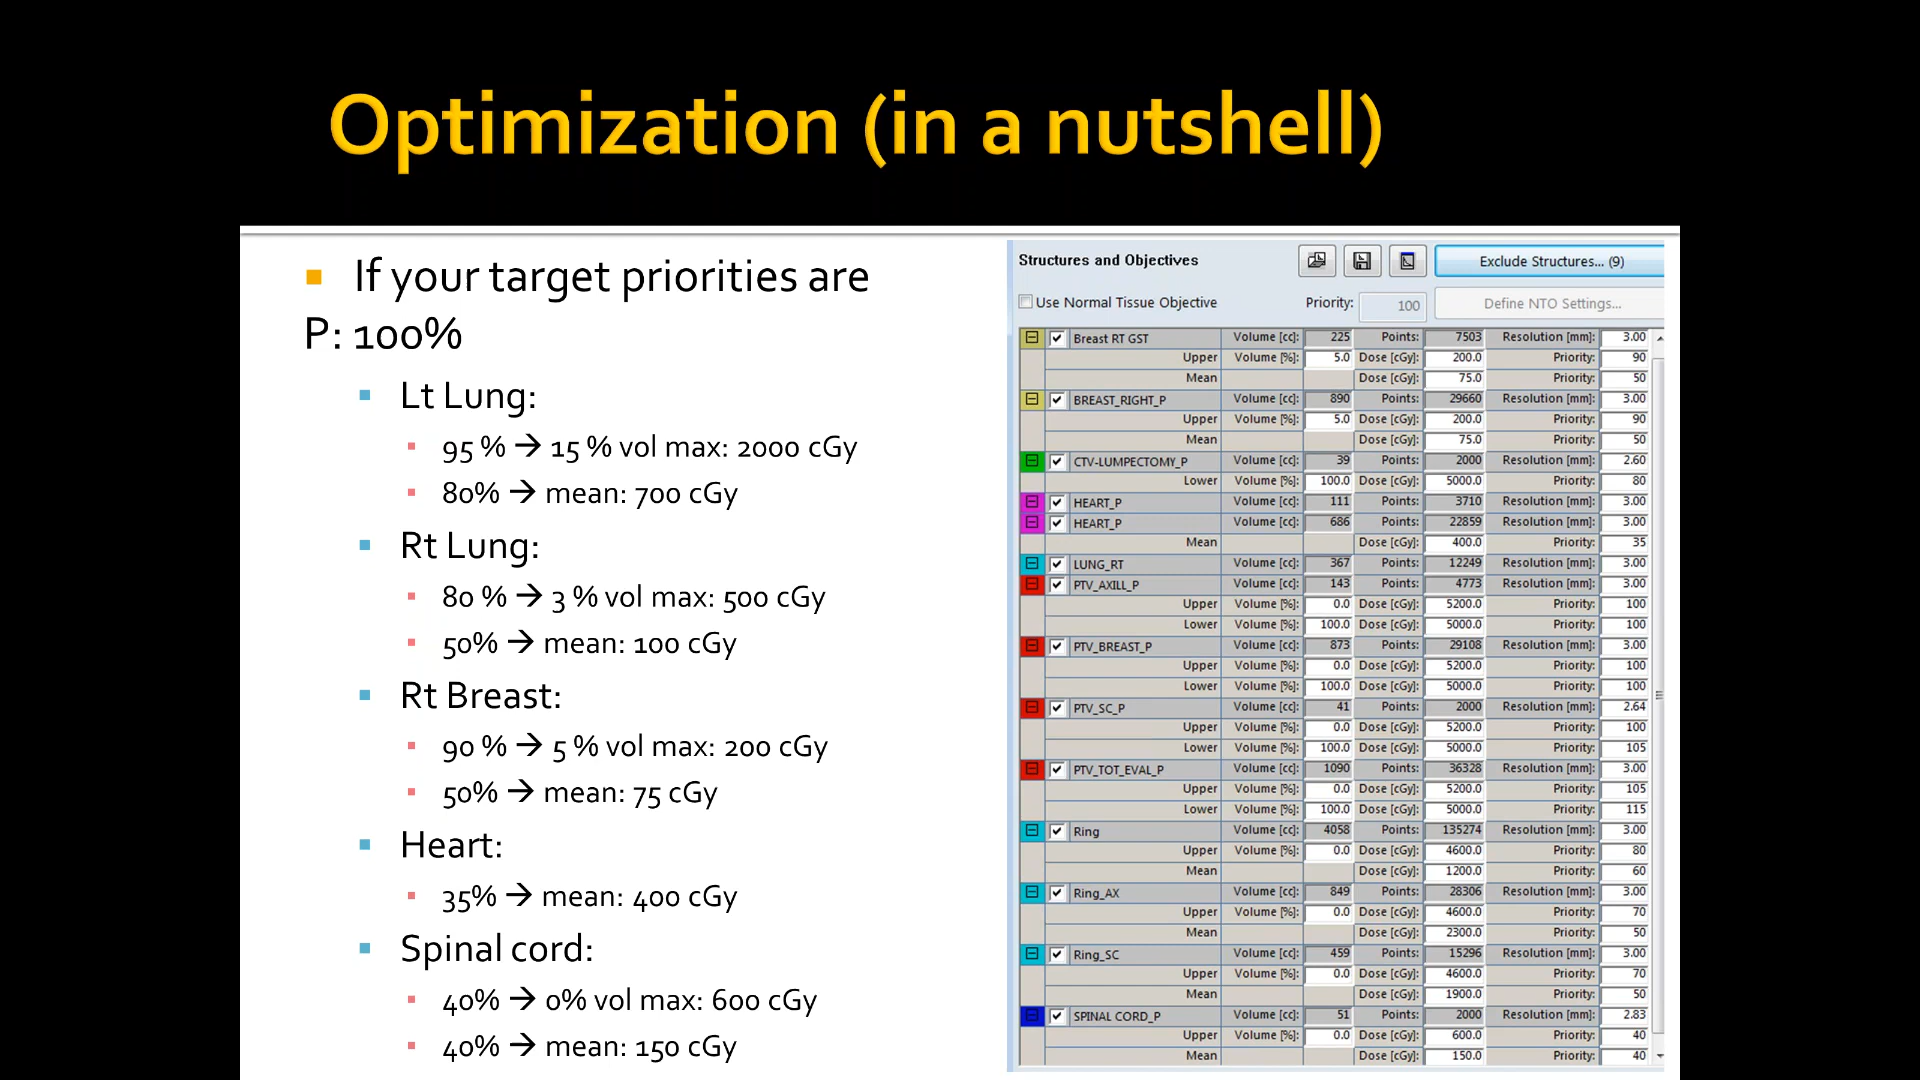 Optimization (in a nutshell)
If your target priorities are
P: 100%
Lt Lung:
95 % → 15 % vol max: 2000 cGy
80% → mean: 700 cGy
Rt Lung:
80 % → 3 % vol max: 500 cGy
50% → mean: 100 cGy
Rt Breast:
90 % → 5 % vol max: 200 cGy
50% → mean: 75 cGy
Heart:
35% → mean: 400 cGy
Spinal cord:
40% → 0% vol max: 600 cGy
40% → mean: 150 cGy
Structures and Objectives Exclude Structures... (9)
Use Normal Tissue Objective Priority: 100 Define NTO Settings...
Breast RT GST Volume [cc]: 225 Points: 7503 Resolution [mm]: 3.00
Upper Volume [%]: 5.0 Dose [cGy]: 200.0 Priority: 90
Mean Dose [cGy]: 75.0 Priority: 50
BREAST_RIGHT_P Volume [cc]: 890 Points: 29660 Resolution [mm]: 3.00
Upper Volume [%]: 5.0 Dose [cGy]: 200.0 Priority: 90
Mean Dose [cGy]: 75.0 Priority: 50
CTV-LUMPECTOMY_P Volume [cc]: 39 Points: 2000 Resolution [mm]: 2.60
Lower Volume [%]: 100.0 Dose [cGy]: 5000.0 Priority: 80
HEART_P Volume [cc]: 111 Points: 3710 Resolution [mm]: 3.00
HEART_P Volume [cc]: 686 Points: 22859 Resolution [mm]: 3.00
Mean Dose [cGy]: 400.0 Priority: 35
LUNG_RT Volume [cc]: 367 Points: 12249 Resolution [mm]: 3.00
PTV_AXILL_P Volume [cc]: 143 Points: 4773 Resolution [mm]: 3.00
Upper Volume [%]: 0.0 Dose [cGy]: 5200.0 Priority: 100
Lower Volume [%]: 100.0 Dose [cGy]: 5000.0 Priority: 100
PTV_BREAST_P Volume [cc]: 873 Points: 29108 Resolution [mm]: 3.00
Upper Volume [%]: 0.0 Dose [cGy]: 5200.0 Priority: 100
Lower Volume [%]: 100.0 Dose [cGy]: 5000.0 Priority: 100
PTV_SC_P Volume [cc]: 41 Points: 2000 Resolution [mm]: 2.64
Upper Volume [%]: 0.0 Dose [cGy]: 5200.0 Priority: 100
Lower Volume [%]: 100.0 Dose [cGy]: 5000.0 Priority: 105
PTV_TOT_EVAL_P Volume [cc]: 1090 Points: 36328 Resolution [mm]: 3.00
Upper Volume [%]: 0.0 Dose [cGy]: 5200.0 Priority: 105
Lower Volume [%]: 100.0 Dose [cGy]: 5000.0 Priority: 115
Ring Volume [cc]: 4058 Points: 135274 Resolution [mm]: 3.00
Upper Volume [%]: 0.0 Dose [cGy]: 4600.0 Priority: 80
Mean Dose [cGy]: 1200.0 Priority: 60
Ring_AX Volume [cc]: 849 Points: 28306 Resolution [mm]: 3.00
Upper Volume [%]: 0.0 Dose [cGy]: 4600.0 Priority: 70
Mean Dose [cGy]: 2300.0 Priority: 50
Ring_SC Volume [cc]: 459 Points: 15296 Resolution [mm]: 3.00
Upper Volume [%]: 0.0 Dose [cGy]: 4600.0 Priority: 70
Mean Dose [cGy]: 1900.0 Priority: 50
SPINAL CORD_P Volume [cc]: 51 Points: 2000 Resolution [mm]: 2.83
Upper Volume [%]: 0.0 Dose [cGy]: 600.0 Priority: 40
Mean Dose [cGy]: 150.0 Priority: 40